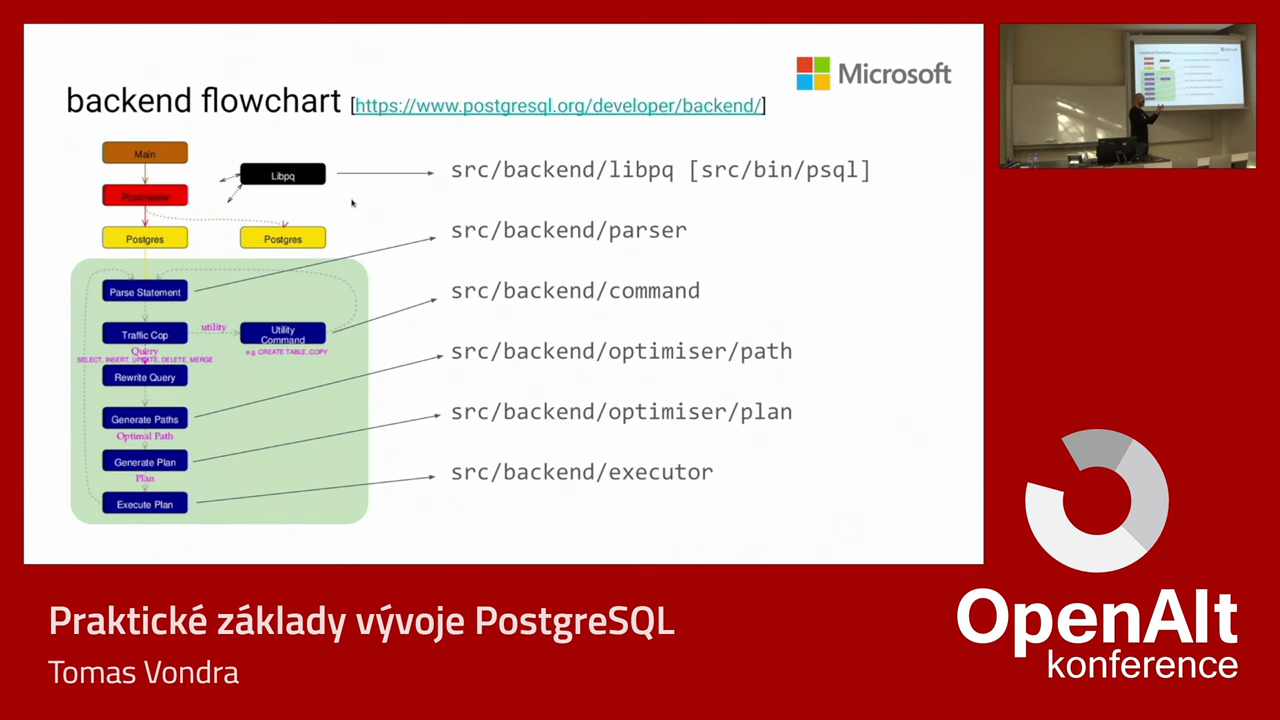 Microsoft
backend flowchart [https://www.postgresql.org/developer/backend/]
Main
Libpq
src/backend/libpq [src/bin/psql]
Postgres
Postgres
src/backend/parser
Parse Statement
src/backend/command
Traffic Cop
utility
Utility
Command
Query
e.g. CREATE TABLE, COPY
SELECT, INSERT, UPDATE, DELETE, MERGE
src/backend/optimiser/path
Rewrite Query
Generate Paths
src/backend/optimiser/plan
Optimal Path
Generate Plan
Plan
src/backend/executor
Execute Plan
Praktické základy vývoje PostgreSQL
Tomas Vondra
OpenAlt
konference